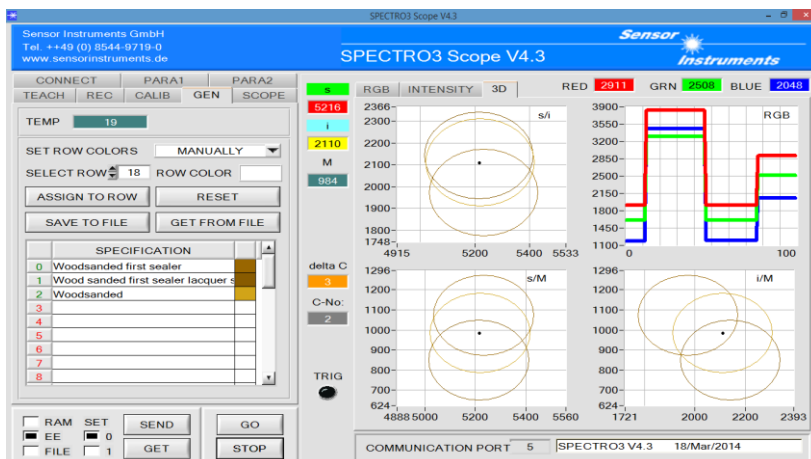 SPECTRO3 Scope V4.3
Sensor Instruments GmbH
Tel. ++49 (0) 8544-9719-0
www.sensorinstruments.de
SPECTRO3 Scope V4.3
Sensor
Instruments
CONNECT PARA1 PARA2
TEACH REC CALIB GEN SCOPE
TEMP 19
SET ROW COLORS MANUALLY
SELECT ROW 18 ROW COLOR
ASSIGN TO ROW RESET
SAVE TO FILE GET FROM FILE
SPECIFICATION
0 Woodsanded first sealer
1 Wood sanded first sealer lacquer s
2 Woodsanded
3
4
5
6
7
8
RAM SET SEND GO
EE 0
FILE 1 GET STOP
s
5216
i
2110
M
984
delta C
3
C-No:
2
TRIG
RGB INTENSITY 3D RED 2911 GRN 2508 BLUE 2048
s/i
2366
2300
2200
2100
2000
1900
1800
1748
4915 5200 5400 5533
RGB
3900
3550
3200
2850
2500
2150
1800
1450
1100
0 100
s/M
1296
1200
1100
1000
900
800
700
624
4888 5000 5200 5400 5560
i/M
1296
1200
1100
1000
900
800
700
624
1721 2000 2200 2393
COMMUNICATION PORT 5 SPECTRO3 V4.3 18/Mar/2014